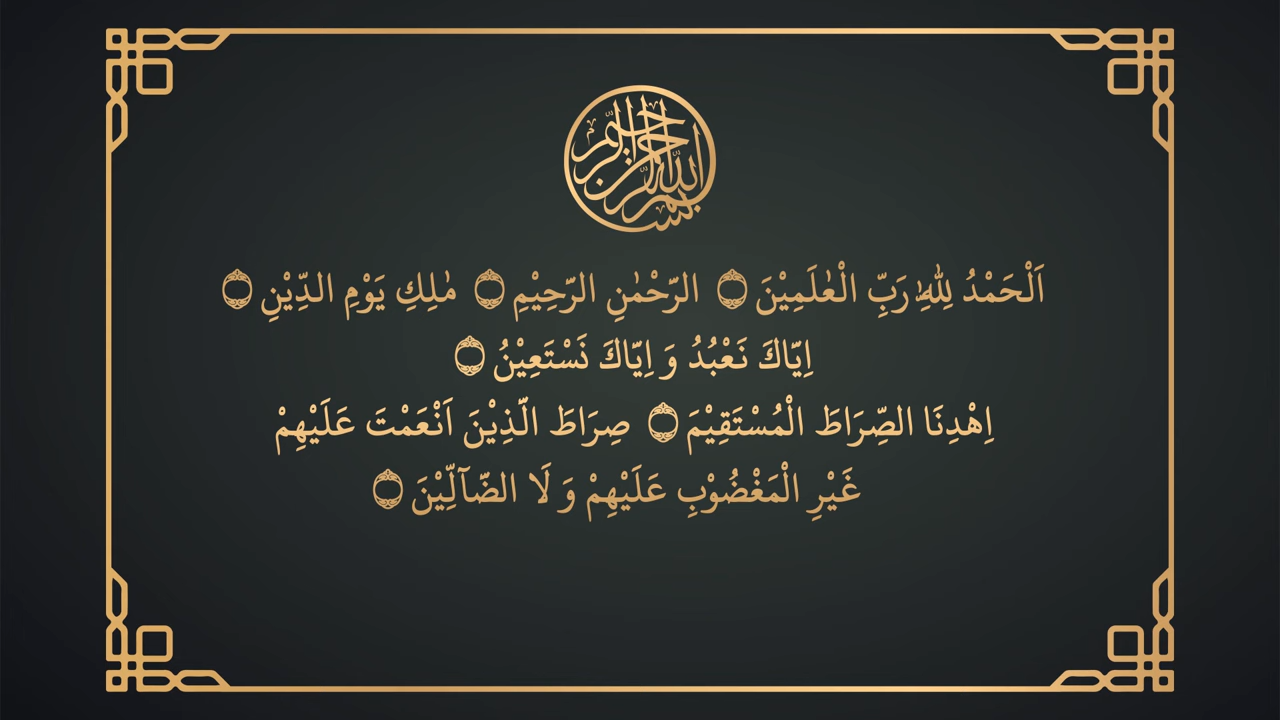 بسم الله الرحمن الرحيم
اَلْحَمْدُ لِلّٰهِ رَبِّ الْعٰلَمِيْنَ ۝ الرَّحْمٰنِ الرَّحِيْمِ ۝ مٰلِكِ يَوْمِ الدِّيْنِ ۝
اِيَّاكَ نَعْبُدُ وَ اِيَّاكَ نَسْتَعِيْنُ ۝
اِهْدِنَا الصِّرَاطَ الْمُسْتَقِيْمَ ۝ صِرَاطَ الَّذِيْنَ اَنْعَمْتَ عَلَيْهِمْ
غَيْرِ الْمَغْضُوْبِ عَلَيْهِمْ وَ لَا الضَّآلِّيْنَ ۝